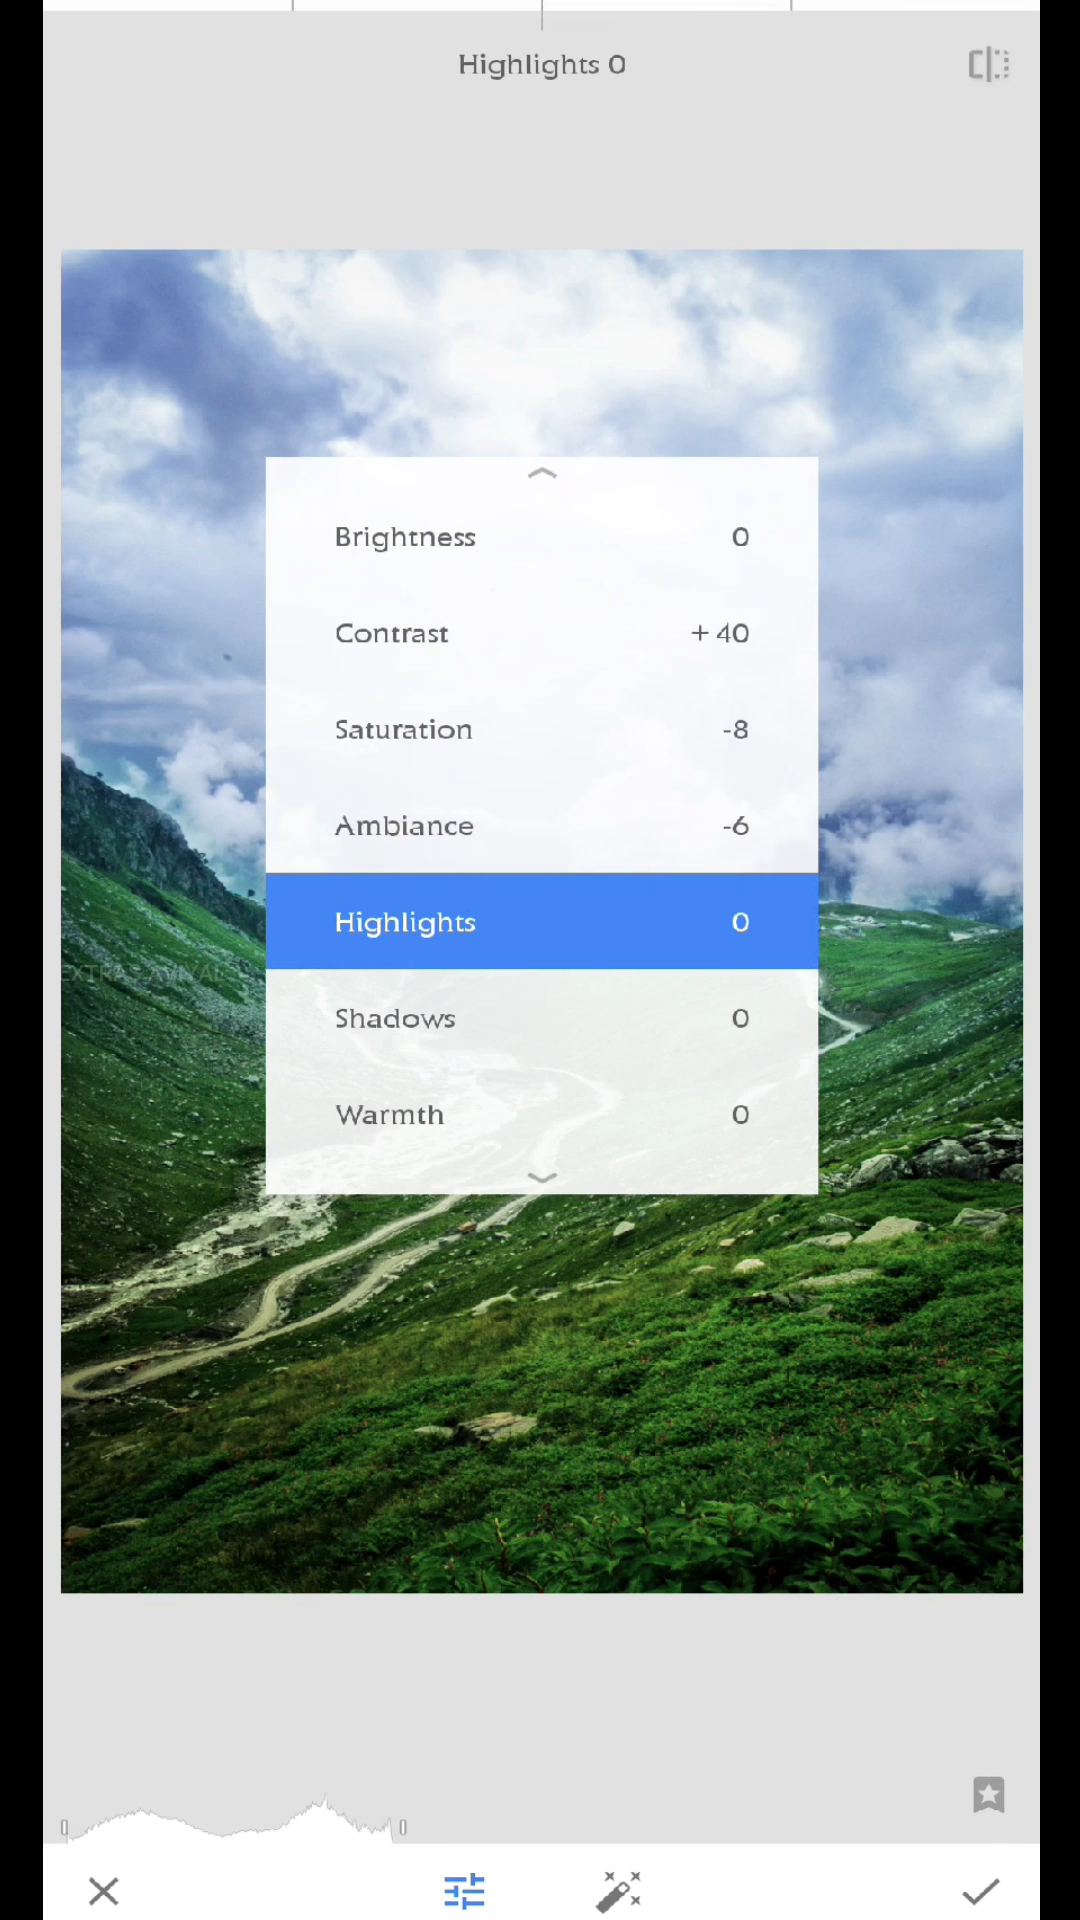 Highlights 0
Brightness 0
Contrast +40
Saturation -8
Ambiance -6
Highlights 0
Shadows 0
Warmth 0